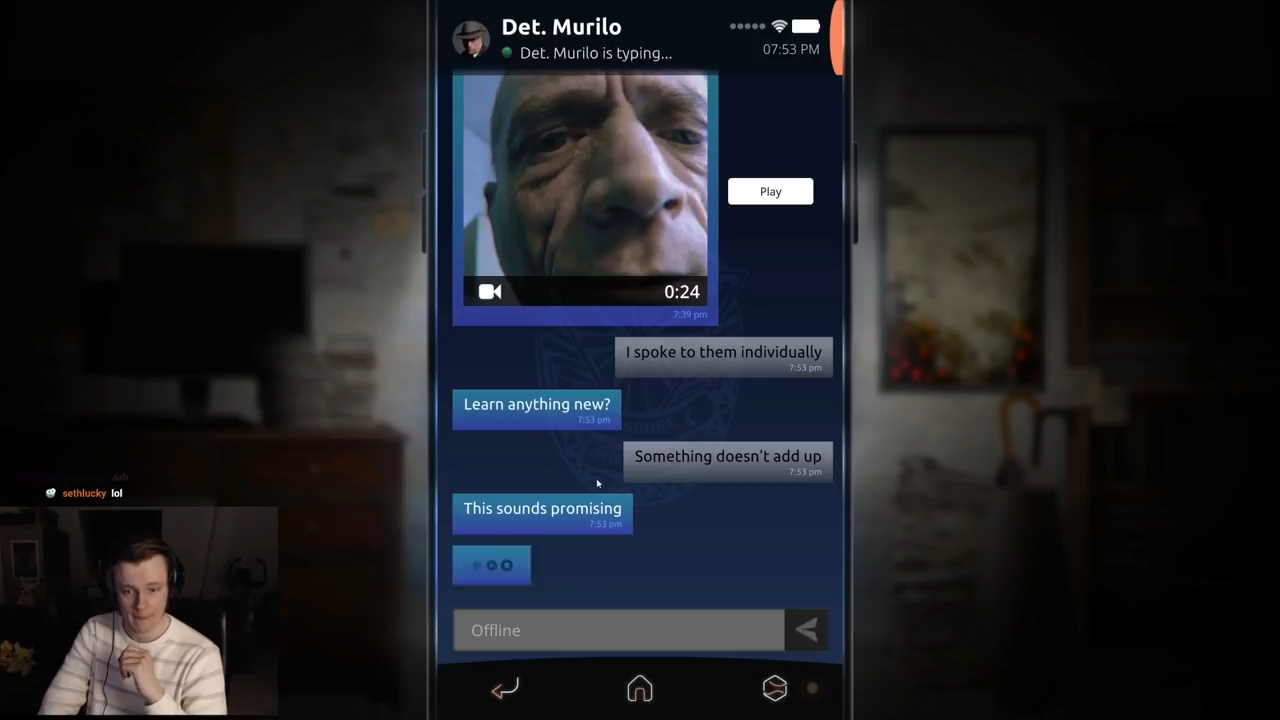 Det. Murilo
Det. Murilo is typing...
07:53 PM
Play
0:24
7:39 pm
I spoke to them individually
7:53 pm
Learn anything new?
7:53 pm
Something doesn't add up
7:53 pm
This sounds promising
7:53 pm
sethlucky lol
Offline